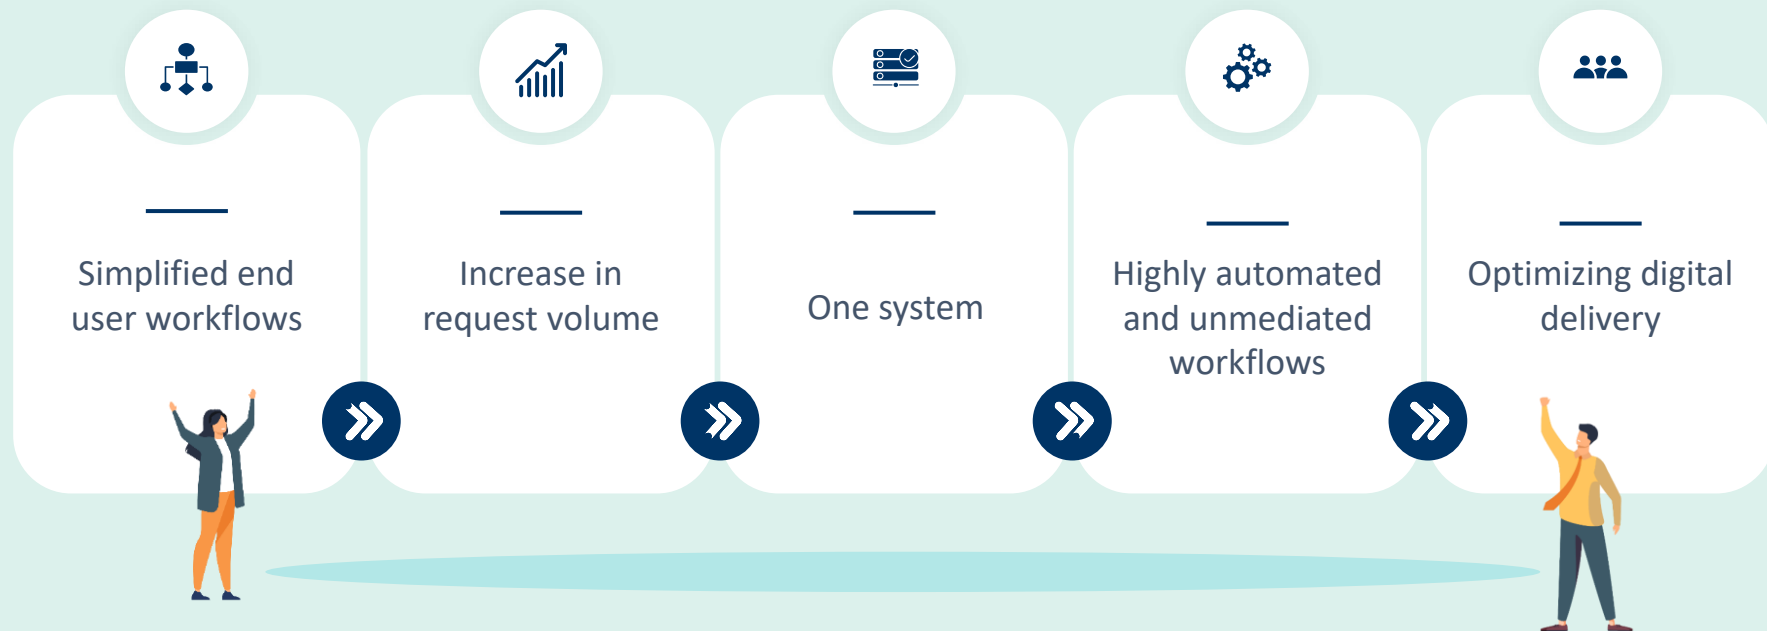 Simplified end
user workflows
Increase in
request volume
One system
Highly automated
and unmediated
workflows
Optimizing digital
delivery